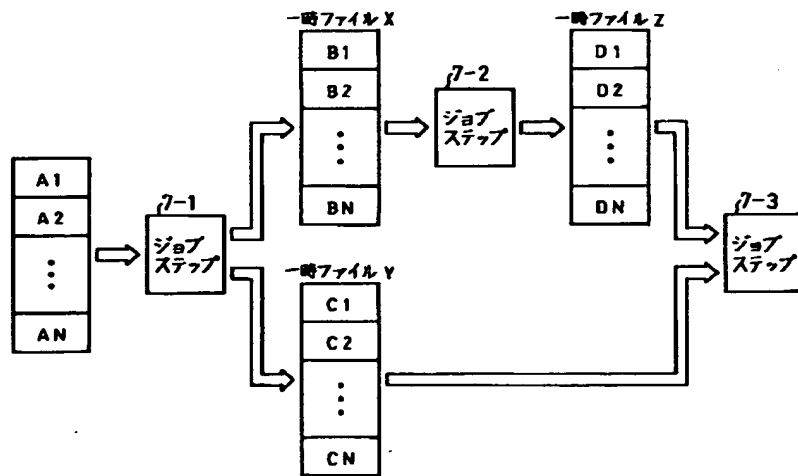 一時ファイル X
B1
B2
⋮
BN
7-2
ジョブ
ステップ
一時ファイル Z
D1
D2
⋮
DN
A1
A2
⋮
AN
7-1
ジョブ
ステップ
7-3
ジョブ
ステップ
一時ファイル Y
C1
C2
⋮
CN